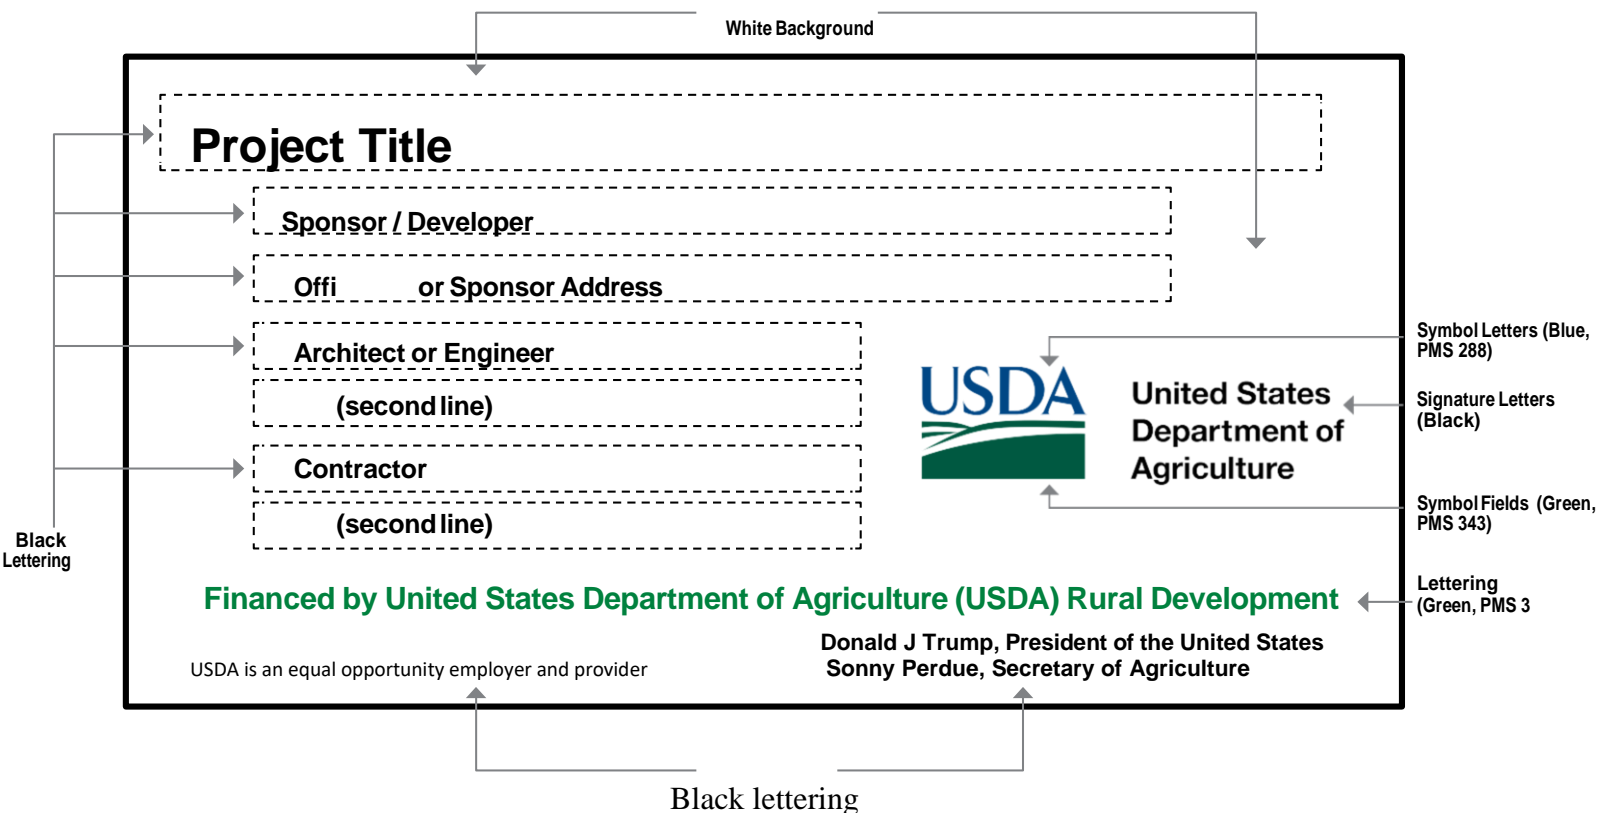 White Background
Project Title
Sponsor / Developer
Offi or Sponsor Address
Architect or Engineer
(second line)
Contractor
(second line)
Black
Lettering
USDA
United States
Department of
Agriculture
Symbol Letters (Blue,
PMS 288)
Signature Letters
(Black)
Symbol Fields (Green,
PMS 343)
Financed by United States Department of Agriculture (USDA) Rural Development
Lettering
(Green, PMS 3
Donald J Trump, President of the United States
Sonny Perdue, Secretary of Agriculture
USDA is an equal opportunity employer and provider
Black lettering